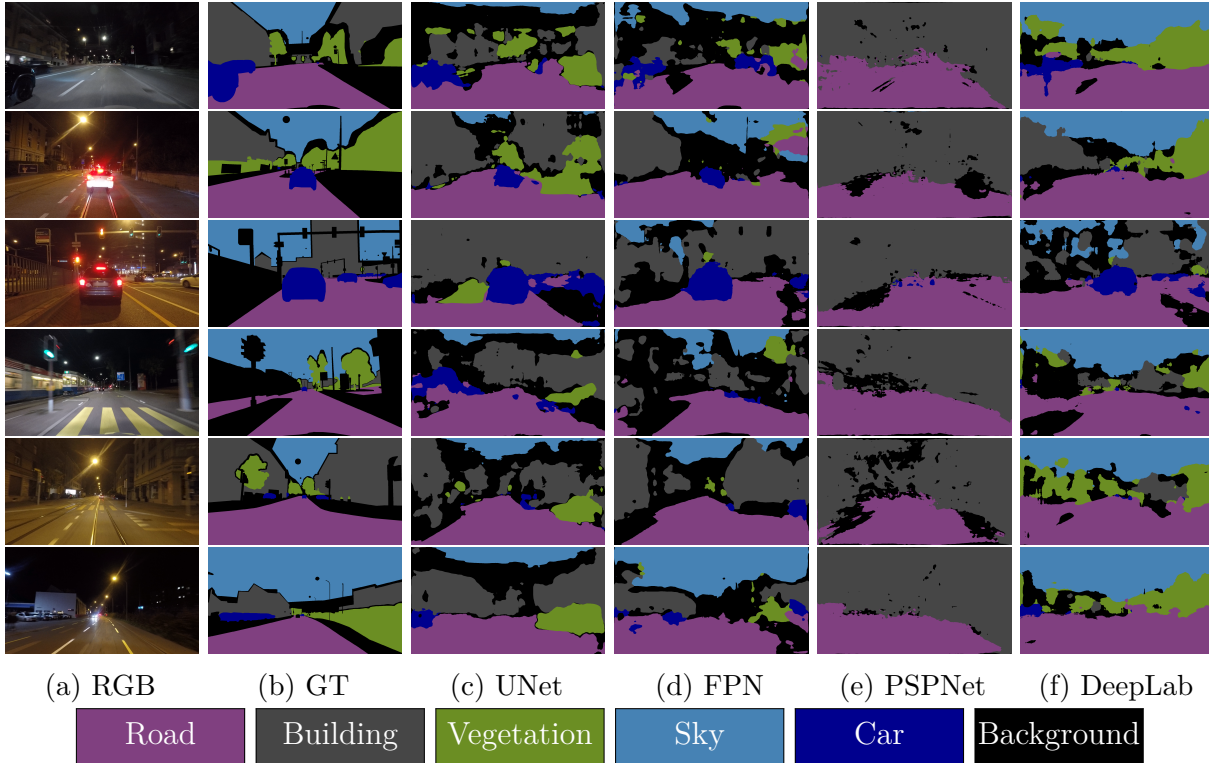 (a) RGB (b) GT (c) UNet (d) FPN (e) PSPNet (f) DeepLab
Road Building Vegetation Sky Car Background